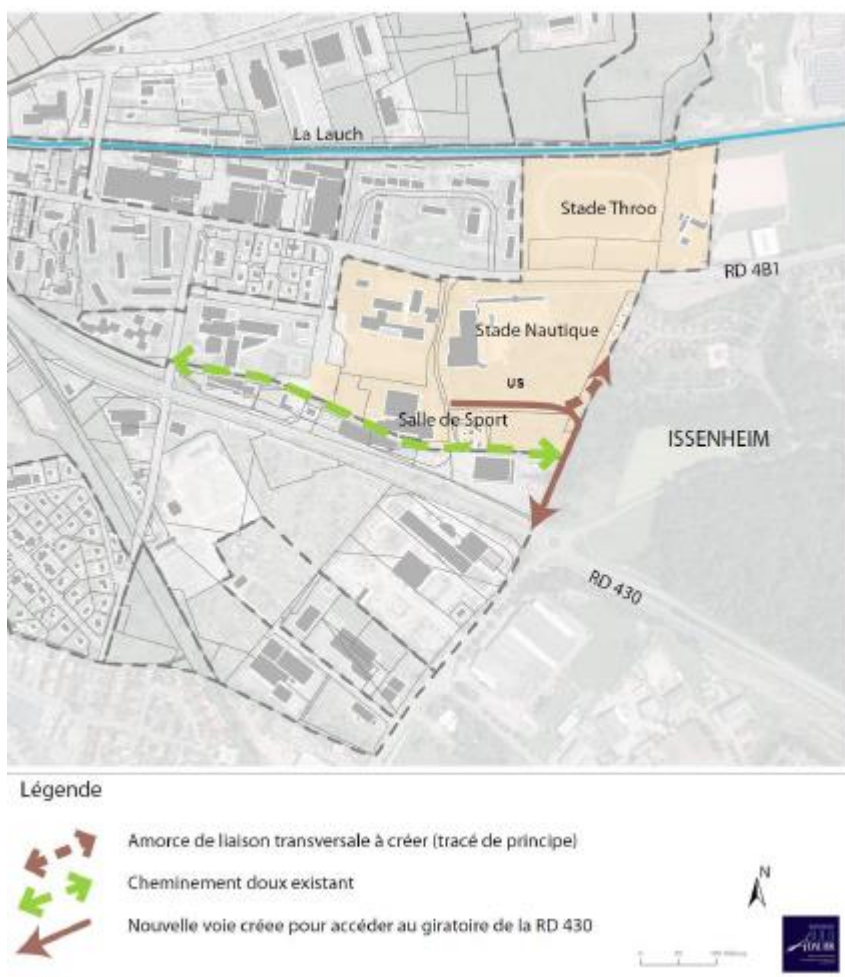 La Lauch
Stade Throo
RD 4B1
Stade Nautique
US
Salle de Sport
ISSENHEIM
RD 430
Légende
Amorce de liaison transversale à créer (tracé de principe)
Cheminement doux existant
Nouvelle voie créee pour accéder au giratoire de la RD 430
N